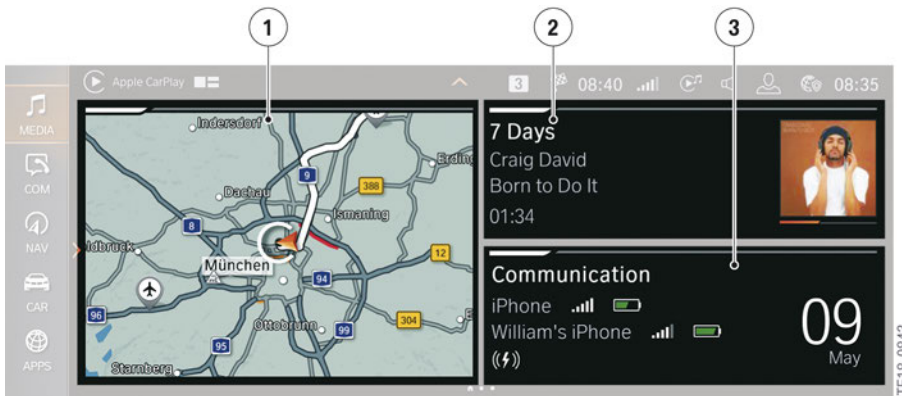 1
2
3
Apple CarPlay
3
08:40
08:35
MEDIA
COM
NAV
CAR
APPS
Indersdorf
Erding
9
388
Dachau
Ismaning
8
12
München
94
96
304
Ottobrunn
99
95
Starnberg
7 Days
Craig David
Born to Do It
01:34
Communication
iPhone
William's iPhone
09
May